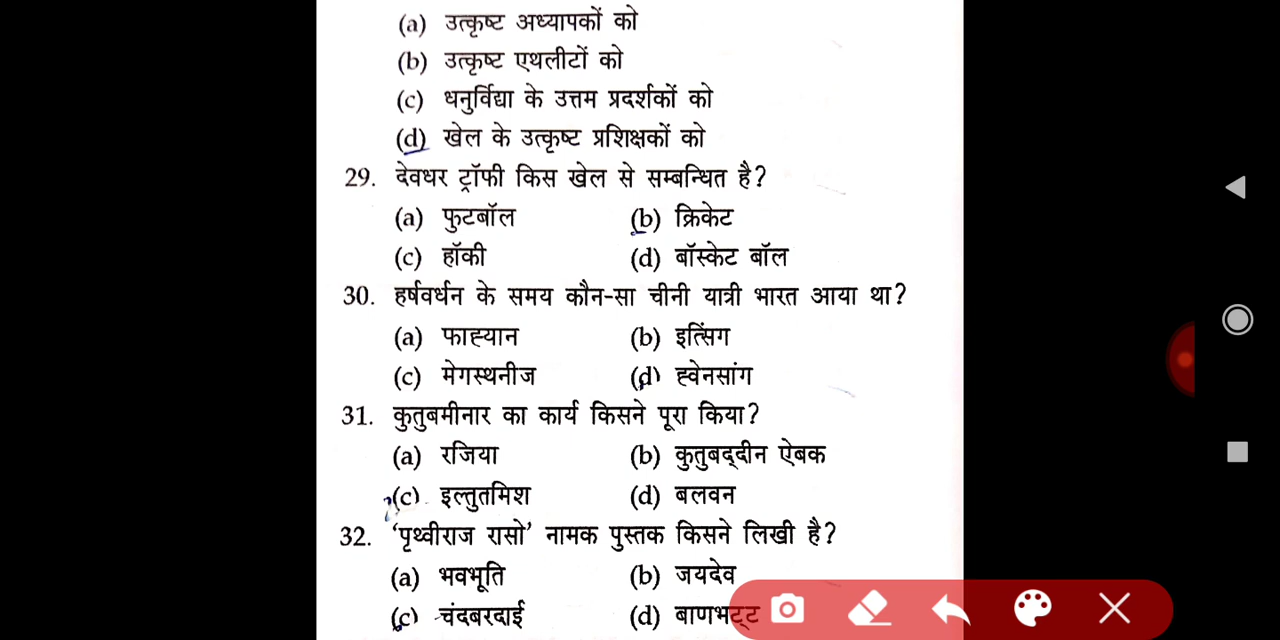 (a) उत्कृष्ट अध्यापकों को
(b) उत्कृष्ट एथलीटों को
(c) धनुर्विद्या के उत्तम प्रदर्शकों को
(d) खेल के उत्कृष्ट प्रशिक्षकों को
29. देवधर ट्रॉफी किस खेल से सम्बन्धित है?
(a) फुटबॉल (b) क्रिकेट
(c) हॉकी (d) बॉस्केट बॉल
30. हर्षवर्धन के समय कौन-सा चीनी यात्री भारत आया था?
(a) फाह्यान (b) इत्सिंग
(c) मेगस्थनीज (d) ह्वेनसांग
31. कुतुबमीनार का कार्य किसने पूरा किया?
(a) रजिया (b) कुतुबद्दीन ऐबक
(c) इल्तुतमिश (d) बलवन
32. ‘पृथ्वीराज रासो’ नामक पुस्तक किसने लिखी है?
(a) भवभूति (b) जयदेव
(c) चंदबरदाई (d) बाणभट्ट